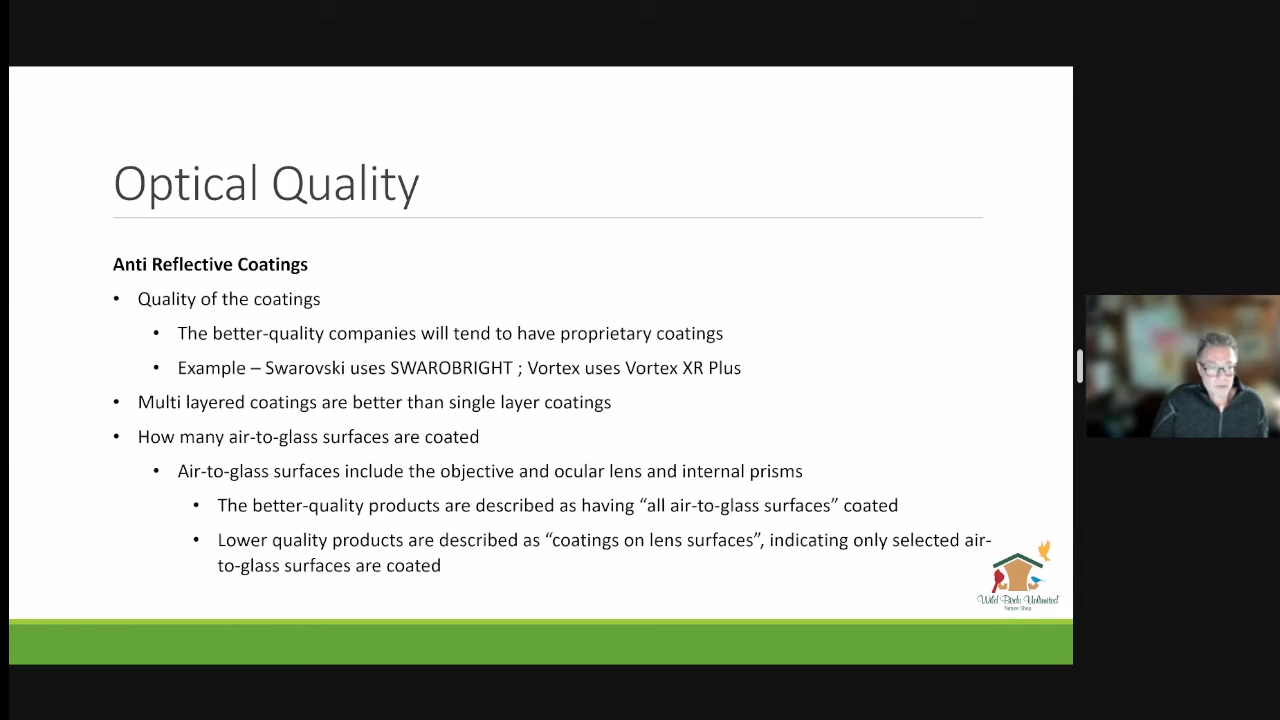 Optical Quality
Anti Reflective Coatings
• Quality of the coatings
• The better-quality companies will tend to have proprietary coatings
• Example – Swarovski uses SWAROBRIGHT ; Vortex uses Vortex XR Plus
• Multi layered coatings are better than single layer coatings
• How many air-to-glass surfaces are coated
• Air-to-glass surfaces include the objective and ocular lens and internal prisms
• The better-quality products are described as having “all air-to-glass surfaces” coated
• Lower quality products are described as “coatings on lens surfaces”, indicating only selected air-
to-glass surfaces are coated
Wild Birds Unlimited
Nature Shop